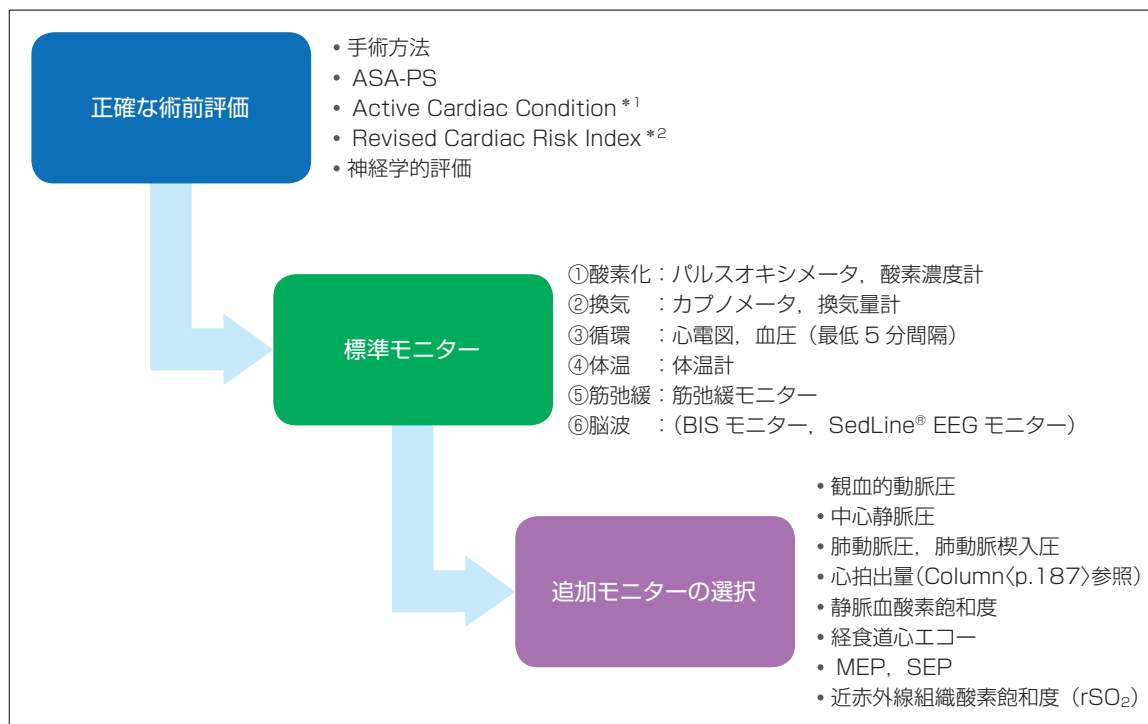 正確な術前評価
• 手術方法
• ASA-PS
• Active Cardiac Condition *1
• Revised Cardiac Risk Index *2
• 神経学的評価
標準モニター
①酸素化：パルスオキシメータ，酸素濃度計
②換気　：カプノメータ，換気量計
③循環　：心電図，血圧（最低 5 分間隔）
④体温　：体温計
⑤筋弛緩：筋弛緩モニター
⑥脳波　：（BIS モニター，SedLine® EEG モニター）
追加モニターの選択
• 観血的動脈圧
• 中心静脈圧
• 肺動脈圧，肺動脈楔入圧
• 心拍出量（Column〈p.187〉参照）
• 静脈血酸素飽和度
• 経食道心エコー
• MEP，SEP
• 近赤外線組織酸素飽和度（rSO₂）